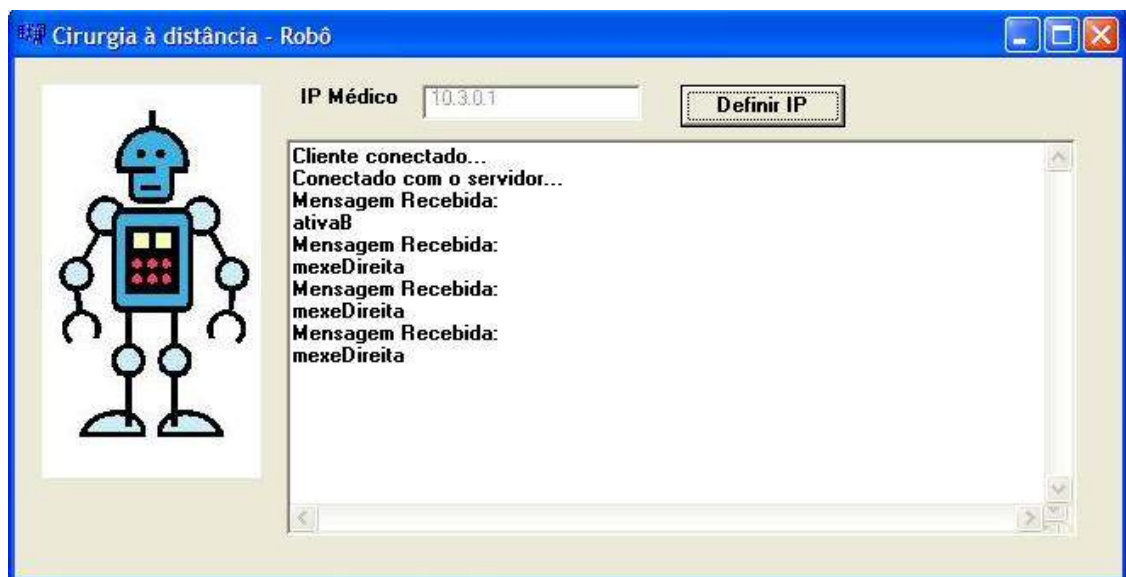 Cirurgia à distância - Robô
IP Médico 10.3.0.1 Definir IP
Cliente conectado...
Conectado com o servidor...
Mensagem Recebida:
ativaB
Mensagem Recebida:
mexeDireita
Mensagem Recebida:
mexeDireita
Mensagem Recebida:
mexeDireita